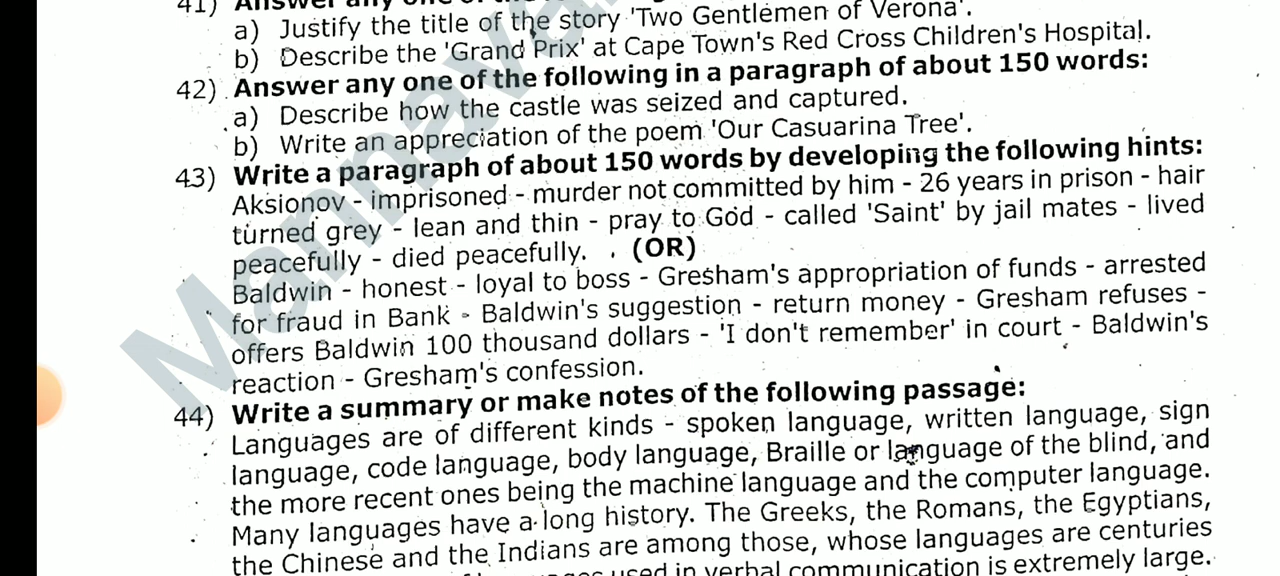 41) Answer any one of the
a) Justify the title of the story 'Two Gentlemen of Verona'.
b) Describe the 'Grand Prix' at Cape Town's Red Cross Children's Hospital.
42) Answer any one of the following in a paragraph of about 150 words:
a) Describe how the castle was seized and captured.
b) Write an appreciation of the poem 'Our Casuarina Tree'.
43) Write a paragraph of about 150 words by developing the following hints:
Aksionov - imprisoned - murder not committed by him - 26 years in prison - hair
turned grey - lean and thin - pray to God - called 'Saint' by jail mates - lived
peacefully - died peacefully. (OR)
Baldwin - honest - loyal to boss - Gresham's appropriation of funds - arrested
for fraud in Bank - Baldwin's suggestion - return money - Gresham refuses -
offers Baldwin 100 thousand dollars - 'I don't remember' in court - Baldwin's
reaction - Gresham's confession.
44) Write a summary or make notes of the following passage:
Languages are of different kinds - spoken language, written language, sign
language, code language, body language, Braille or language of the blind, and
the more recent ones being the machine language and the computer language.
Many languages have a long history. The Greeks, the Romans, the Egyptians,
the Chinese and the Indians are among those, whose languages are centuries
used in verbal communication is extremely large.